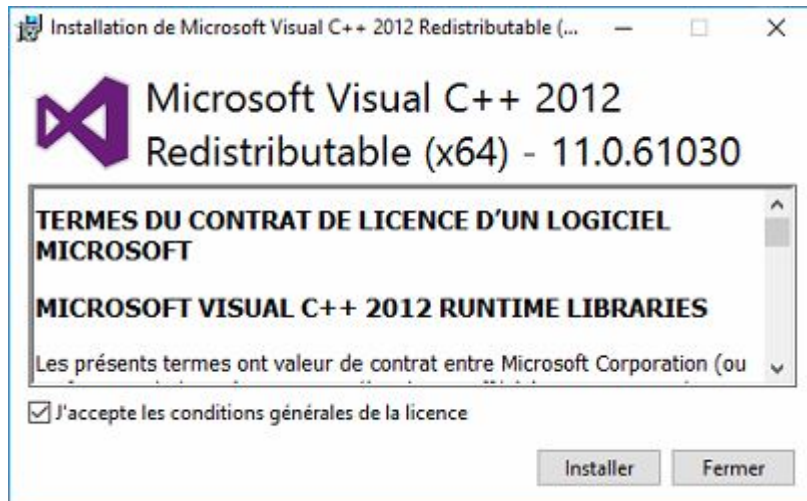 Installation de Microsoft Visual C++ 2012 Redistributable (...
Microsoft Visual C++ 2012
Redistributable (x64) - 11.0.61030
TERMES DU CONTRAT DE LICENCE D’UN LOGICIEL
MICROSOFT
MICROSOFT VISUAL C++ 2012 RUNTIME LIBRARIES
Les présents termes ont valeur de contrat entre Microsoft Corporation (ou
J'accepte les conditions générales de la licence
Installer
Fermer